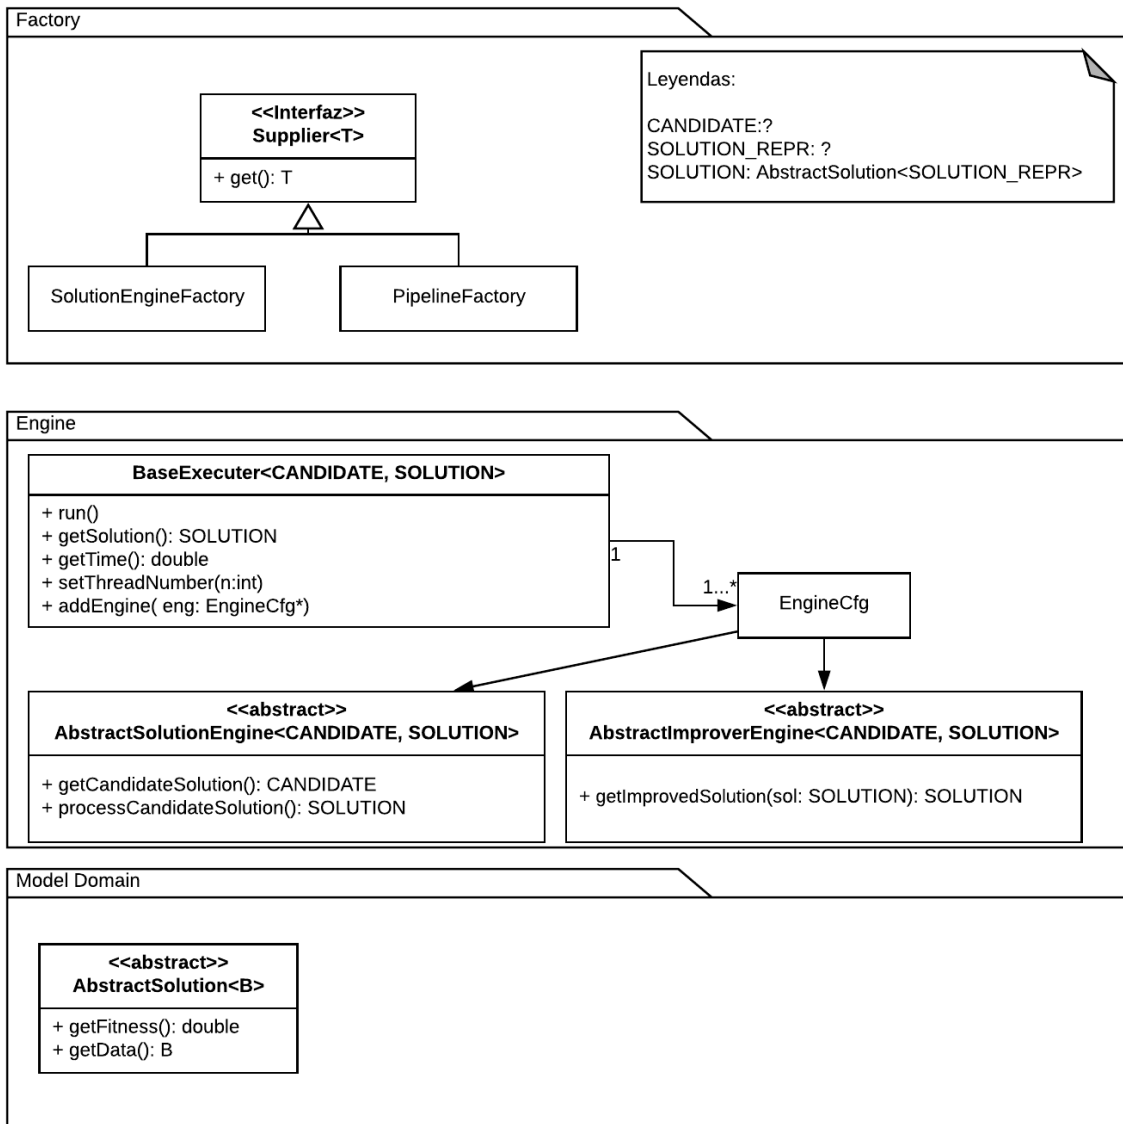 Factory
Leyendas:
CANDIDATE:?
SOLUTION_REPR: ?
SOLUTION: AbstractSolution<SOLUTION_REPR>
<<Interfaz>>
Supplier<T>
+ get(): T
SolutionEngineFactory
PipelineFactory
Engine
BaseExecuter<CANDIDATE, SOLUTION>
+ run()
+ getSolution(): SOLUTION
+ getTime(): double
+ setThreadNumber(n:int)
+ addEngine( eng: EngineCfg*)
1
1...*
EngineCfg
<<abstract>>
AbstractSolutionEngine<CANDIDATE, SOLUTION>
+ getCandidateSolution(): CANDIDATE
+ processCandidateSolution(): SOLUTION
<<abstract>>
AbstractImproverEngine<CANDIDATE, SOLUTION>
+ getImprovedSolution(sol: SOLUTION): SOLUTION
Model Domain
<<abstract>>
AbstractSolution<B>
+ getFitness(): double
+ getData(): B